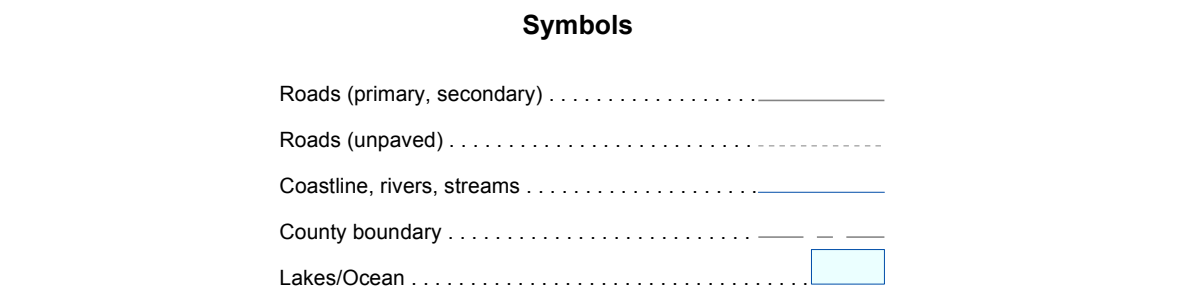 Symbols
Roads (primary, secondary) . . . . . . . . . . . . . . . . . .
Roads (unpaved) . . . . . . . . . . . . . . . . . . . . . . . . . .
Coastline, rivers, streams . . . . . . . . . . . . . . . . . . . .
County boundary . . . . . . . . . . . . . . . . . . . . . . . . . .
Lakes/Ocean . . . . . . . . . . . . . . . . . . . . . . . . . . . . . . . . . .